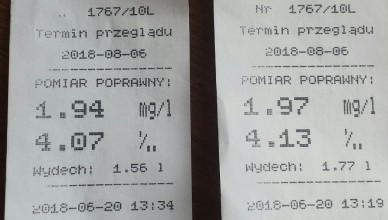 1767/10L
Termin przeglądu
2018-08-06
POMIAR POPRAWNY:
1.94 mg/l
4.07 ‰
Wydech: 1.56 l
2018-06-20 13:34
Nr 1767/10L
Termin przeglądu
2018-08-06
POMIAR POPRAWNY:
1.97 mg/l
4.13 ‰
Wydech: 1.77 l
2018-06-20 13:19